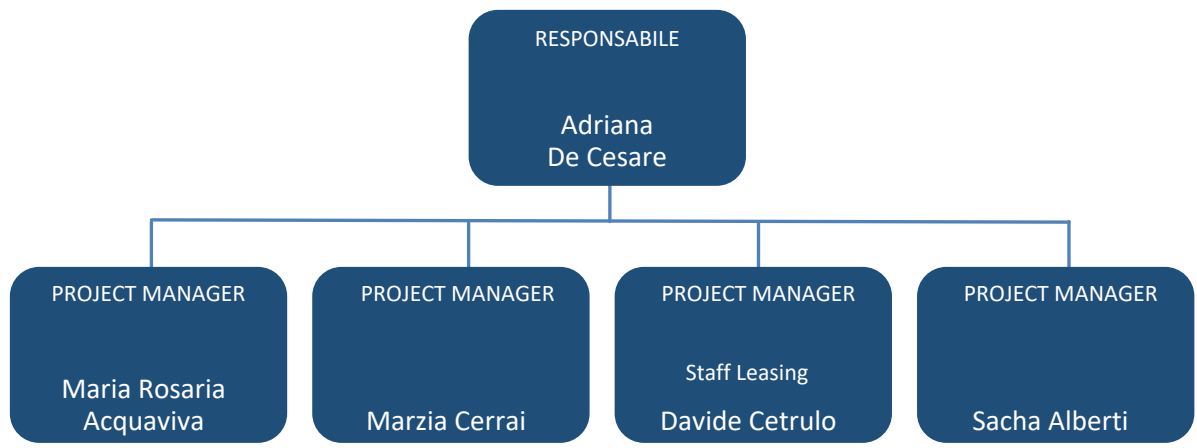 RESPONSABILE
Adriana
De Cesare
PROJECT MANAGER
Maria Rosaria
Acquaviva
PROJECT MANAGER
Marzia Cerrai
PROJECT MANAGER
Staff Leasing
Davide Cetrulo
PROJECT MANAGER
Sacha Alberti